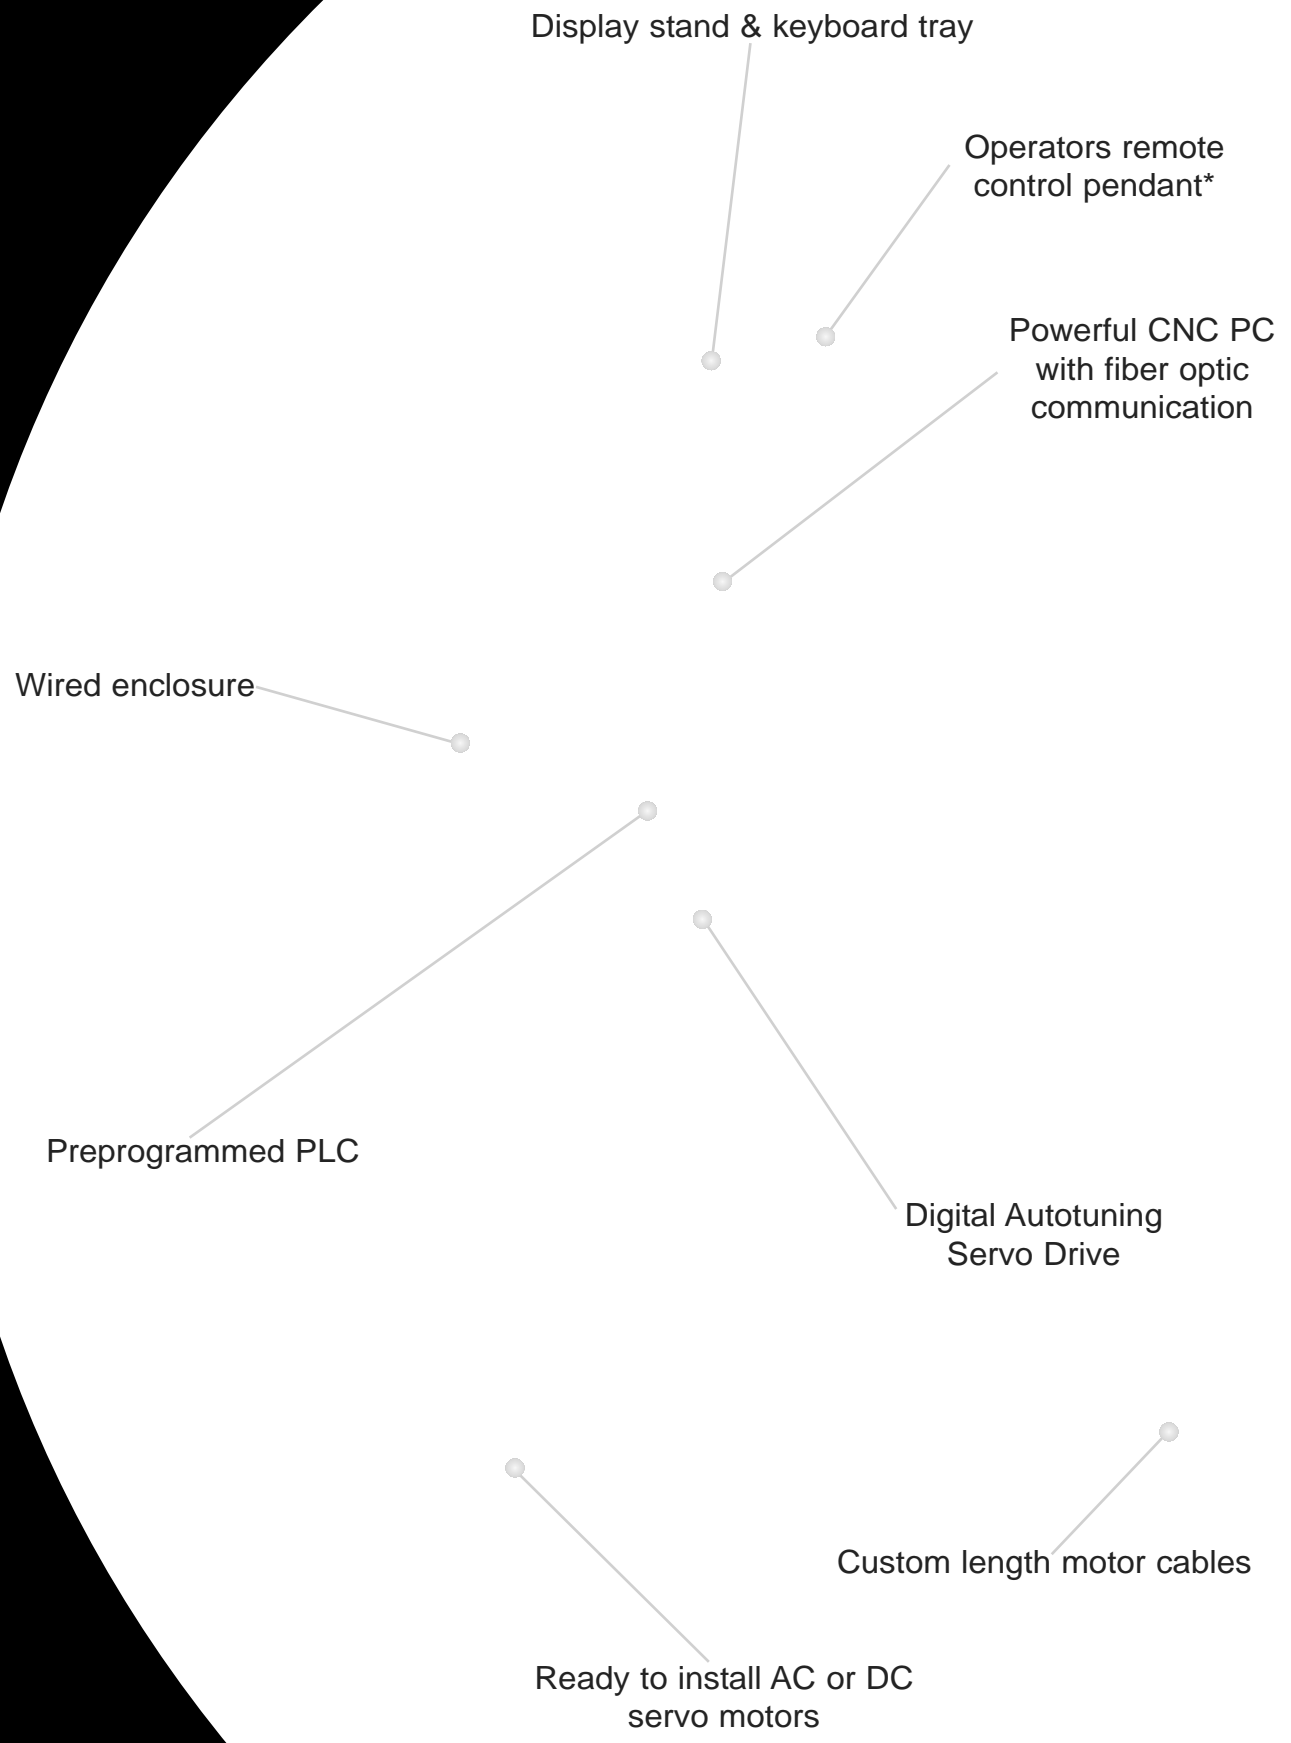 Display stand & keyboard tray
Operators remote
control pendant*
Powerful CNC PC
with fiber optic
communication
Wired enclosure
Preprogrammed PLC
Digital Autotuning
Servo Drive
Custom length motor cables
Ready to install AC or DC
servo motors